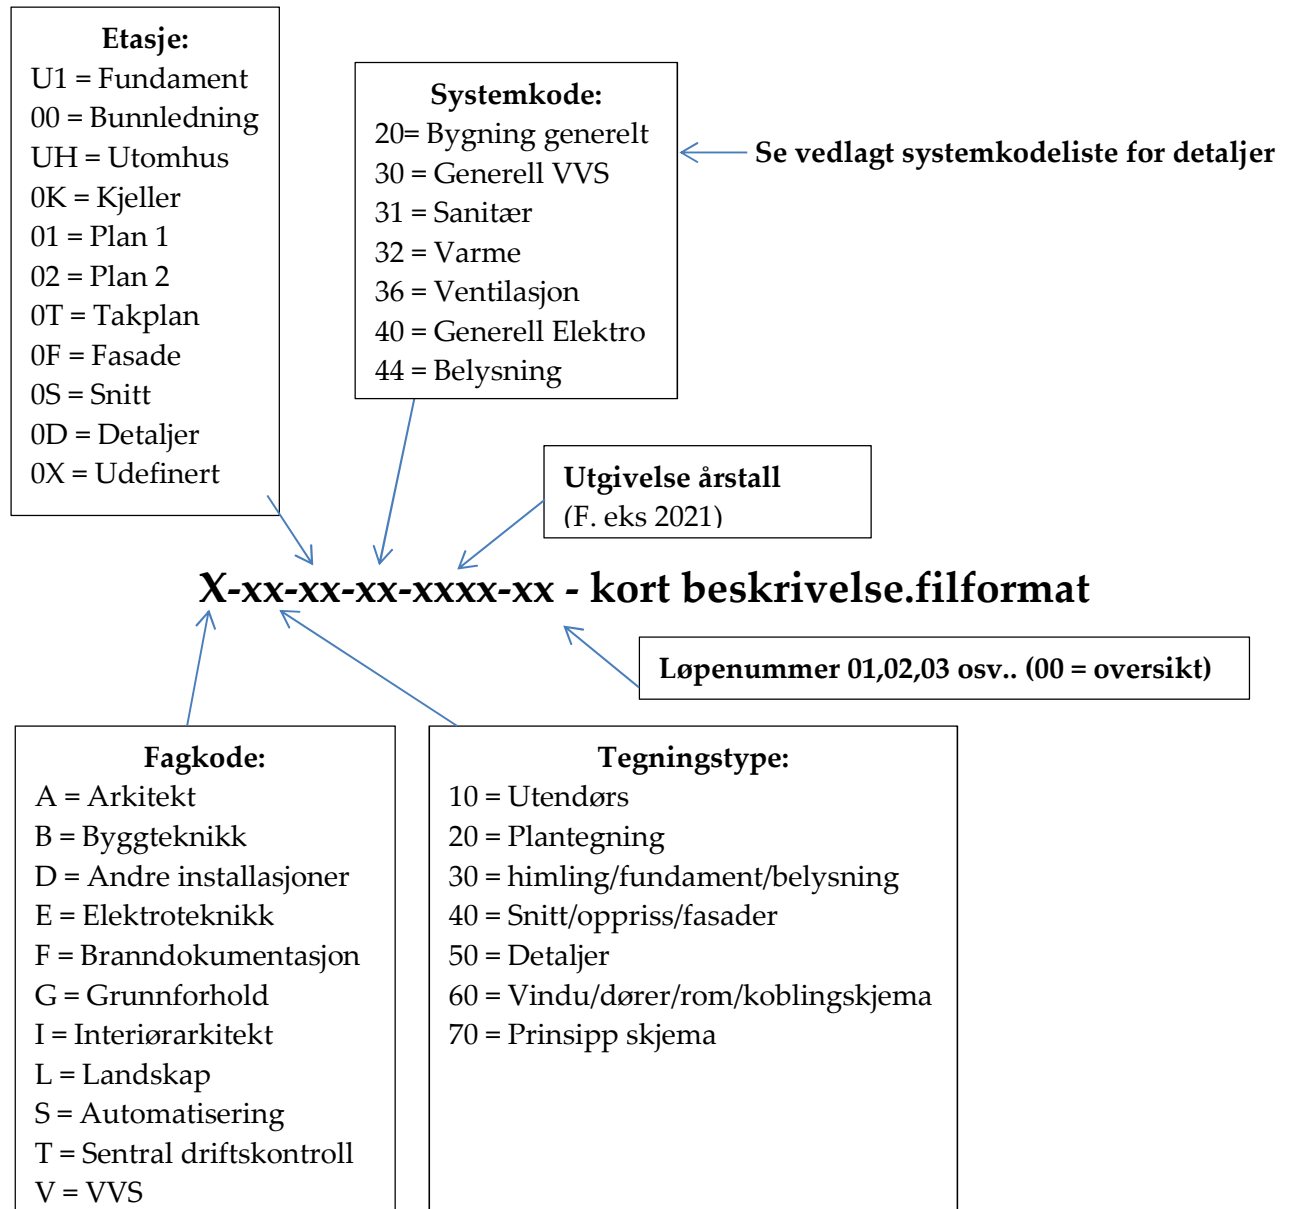 Etasje:
U1 = Fundament
00 = Bunnledning
UH = Utomhus
0K = Kjeller
01 = Plan 1
02 = Plan 2
0T = Takplan
0F = Fasade
0S = Snitt
0D = Detaljer
0X = Udefinert
Systemkode:
20= Bygning generelt
30 = Generell VVS
31 = Sanitær
32 = Varme
36 = Ventilasjon
40 = Generell Elektro
44 = Belysning
Se vedlagt systemkodeliste for detaljer
Utgivelse årstall
(F. eks 2021)
X-xx-xx-xx-xxxx-xx - kort beskrivelse.filformat
Løpenummer 01,02,03 osv.. (00 = oversikt)
Fagkode:
A = Arkitekt
B = Byggteknikk
D = Andre installasjoner
E = Elektroteknikk
F = Branndokumentasjon
G = Grunnforhold
I = Interiørarkitekt
L = Landskap
S = Automatisering
T = Sentral driftskontroll
V = VVS
Tegningstype:
10 = Utendørs
20 = Plantegning
30 = himling/fundament/belysning
40 = Snitt/oppriss/fasader
50 = Detaljer
60 = Vindu/dører/rom/koblingskjema
70 = Prinsipp skjema